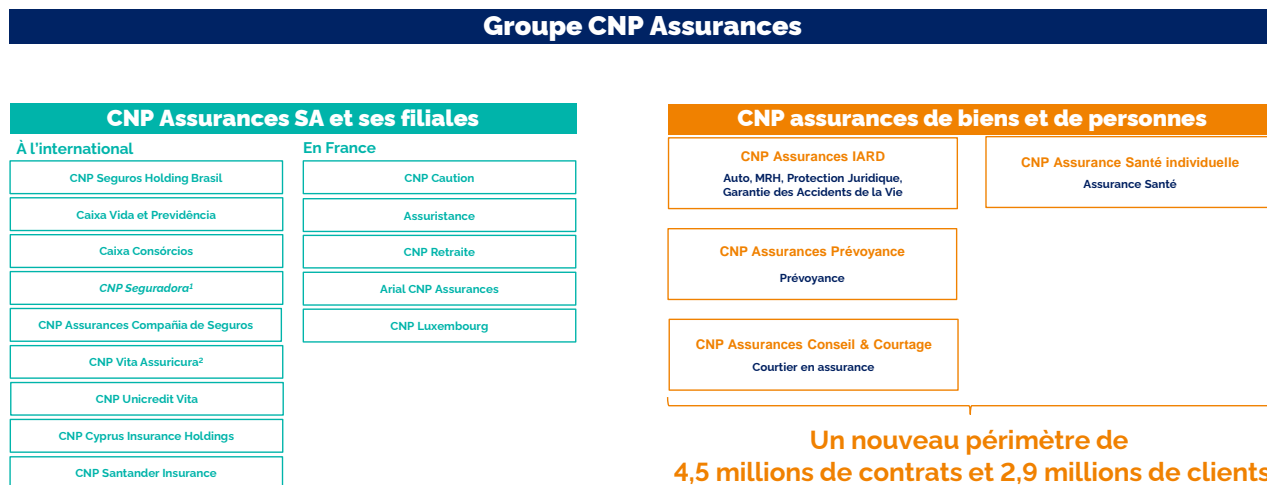 Groupe CNP Assurances
CNP Assurances SA et ses filiales
À l'international
CNP Seguros Holding Brasil
Caixa Vida et Previdência
Caixa Consórcios
CNP Seguradora¹
CNP Assurances Compañia de Seguros
CNP Vita Assuricura²
CNP Unicredit Vita
CNP Cyprus Insurance Holdings
CNP Santander Insurance
En France
CNP Caution
Assuristance
CNP Retraite
Arial CNP Assurances
CNP Luxembourg
CNP assurances de biens et de personnes
CNP Assurances IARD
Auto, MRH, Protection Juridique,
Garantie des Accidents de la Vie
CNP Assurance Santé individuelle
Assurance Santé
CNP Assurances Prévoyance
Prévoyance
CNP Assurances Conseil & Courtage
Courtier en assurance
Un nouveau périmètre de
4,5 millions de contrats et 2,9 millions de clients